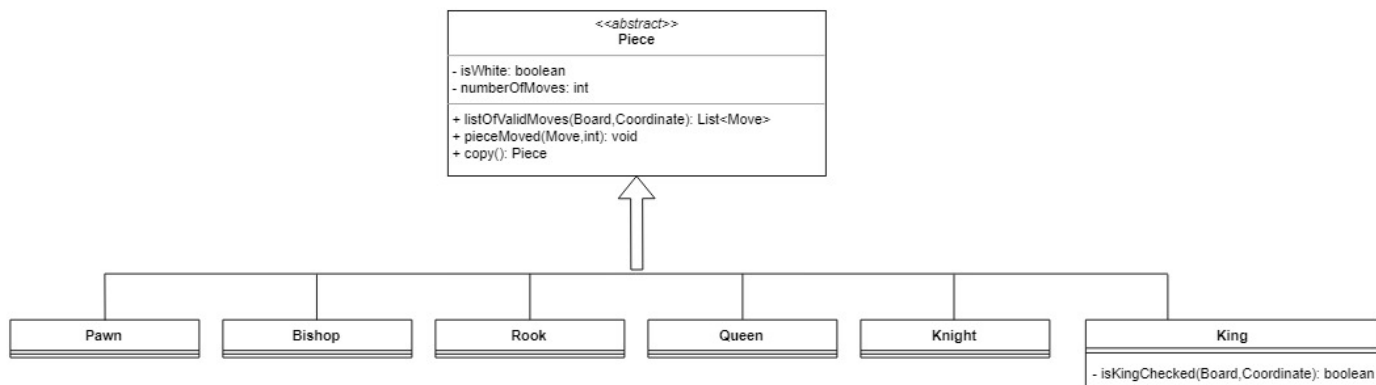 <<abstract>>
Piece
- isWhite: boolean
- numberOfMoves: int
+ listOfValidMoves(Board,Coordinate): List<Move>
+ pieceMoved(Move,int): void
+ copy(): Piece
Pawn
Bishop
Rook
Queen
Knight
King
- isKingChecked(Board,Coordinate): boolean